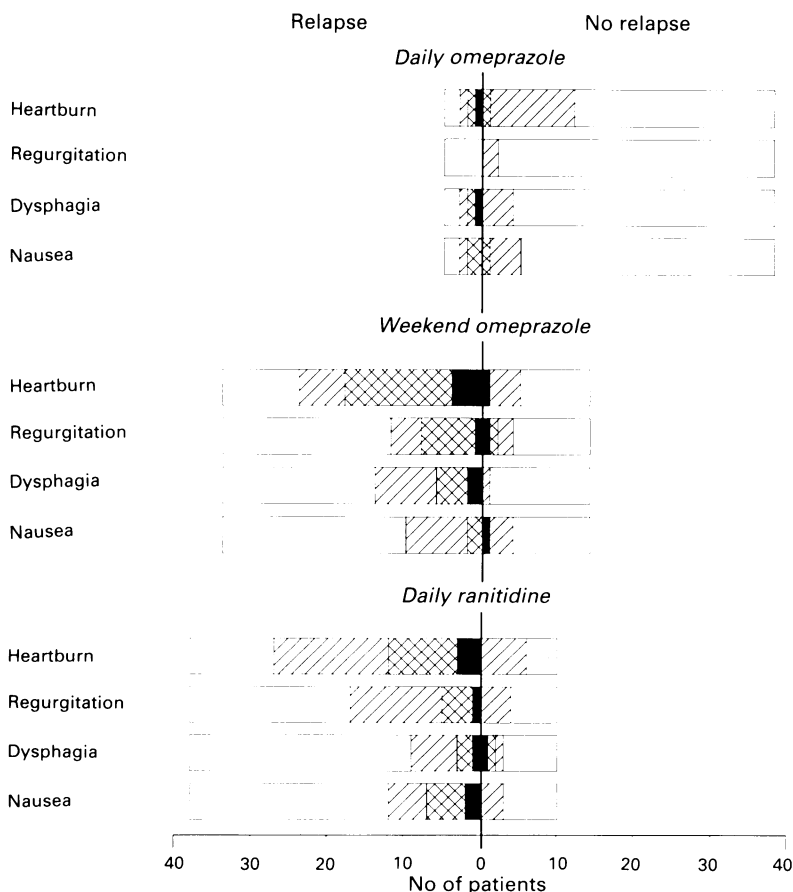 Relapse No relapse
Daily omeprazole
Heartburn
Regurgitation
Dysphagia
Nausea
Weekend omeprazole
Heartburn
Regurgitation
Dysphagia
Nausea
Daily ranitidine
Heartburn
Regurgitation
Dysphagia
Nausea
40 30 20 10 0 10 20 30 40
No of patients